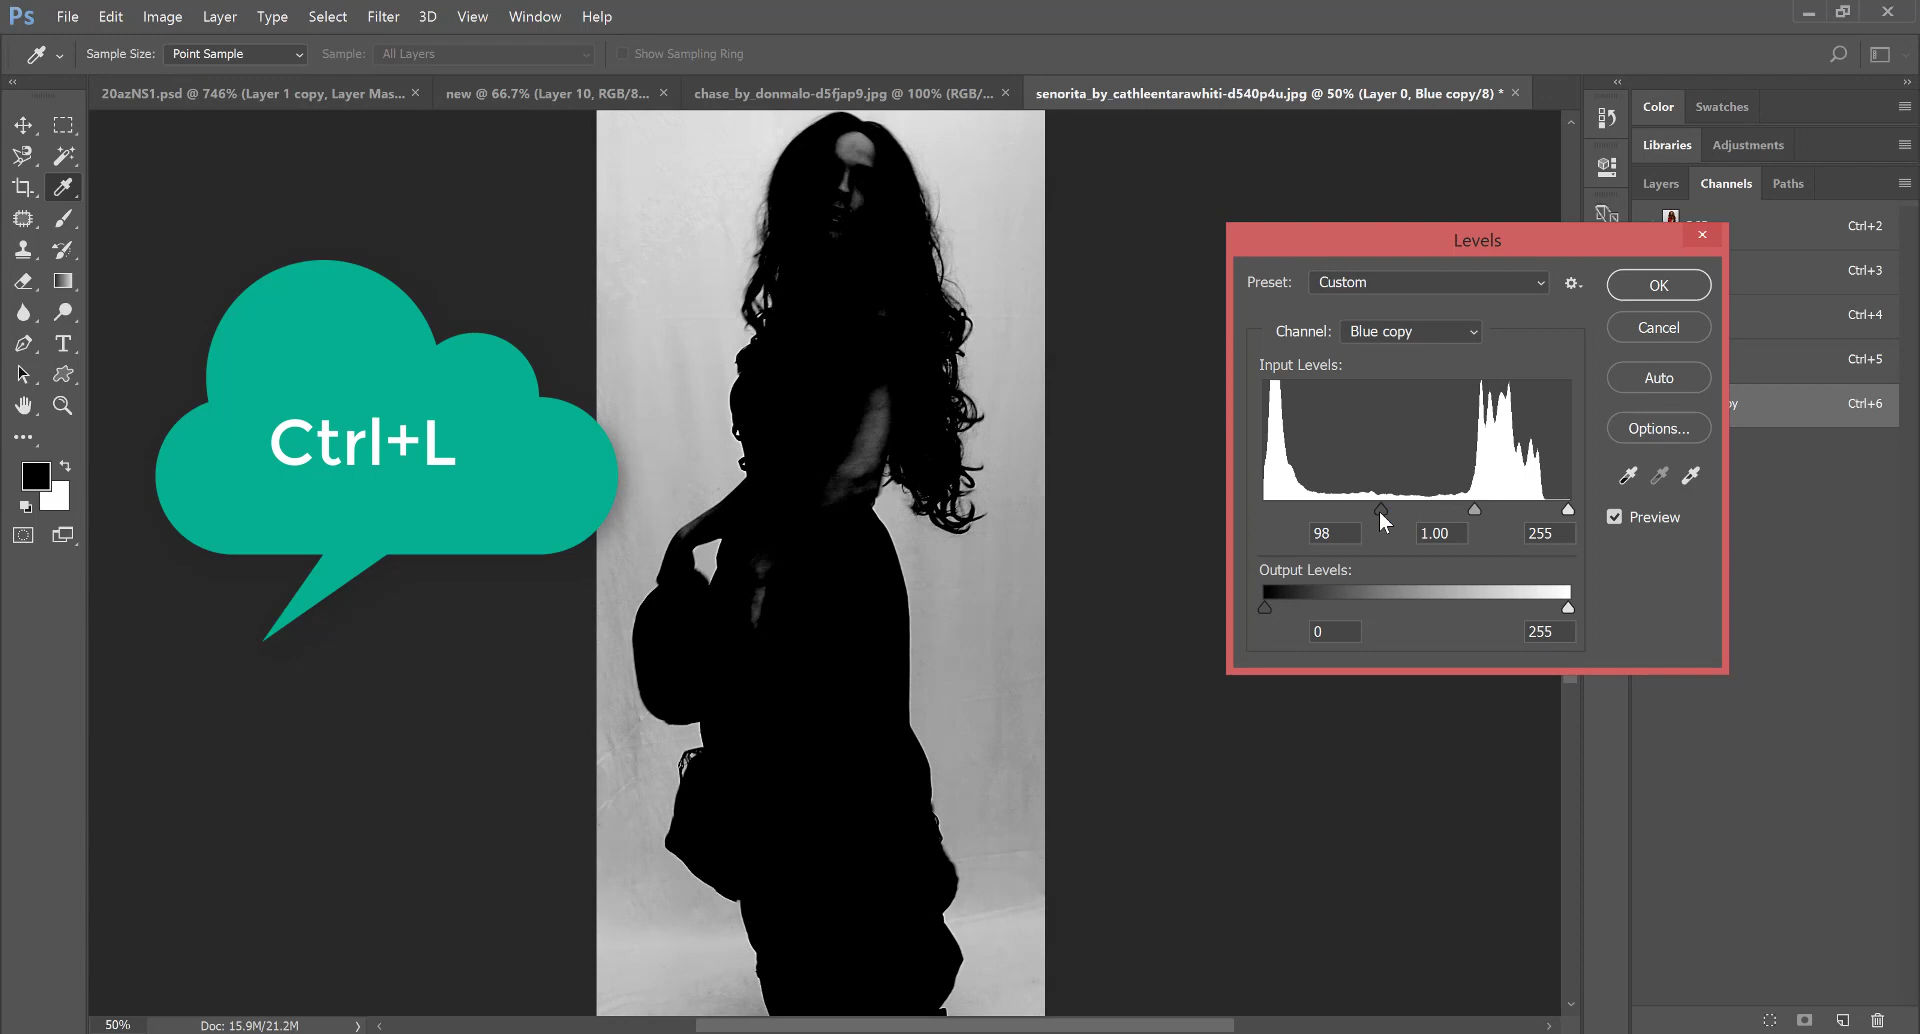 Ps File Edit Image Layer Type Select Filter 3D View Window Help
Sample Size: Point Sample Sample: All Layers Show Sampling Ring
20azNS1.psd @ 746% (Layer 1 copy, Layer Mas... × new @ 66.7% (Layer 10, RGB/8... × chase_by_donmalo-d5fjap9.jpg @ 100% (RGB/... × senorita_by_cathleentarawhiti-d540p4u.jpg @ 50% (Layer 0, Blue copy/8) * ×
Color Swatches
Libraries Adjustments
Layers Channels Paths
Ctrl+2
Ctrl+3
Ctrl+4
Ctrl+5
Ctrl+6
Levels
Preset: Custom
OK
Channel: Blue copy
Cancel
Input Levels:
Auto
Options...
98 1.00 255
Preview
Output Levels:
0 255
Ctrl+L
50% Doc: 15.9M/21.2M